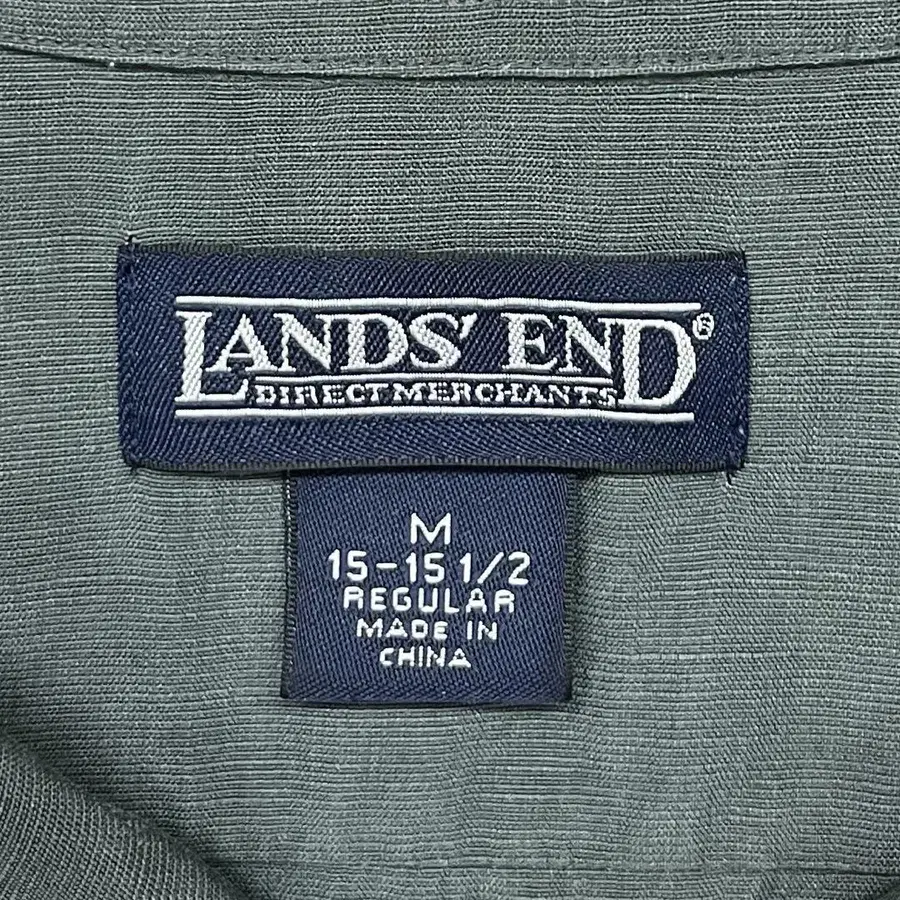 LANDS' END®
DIRECT MERCHANTS
M
15-15 1/2
REGULAR
MADE IN
CHINA